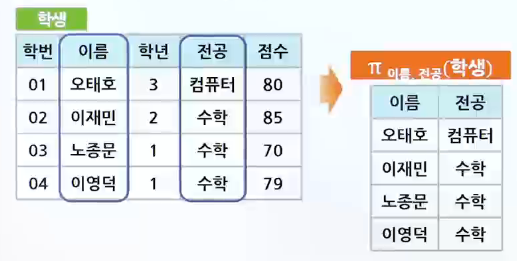 학생
학번 이름 학년 전공 점수
01 오태호 3 컴퓨터 80
02 이재민 2 수학 85
03 노종문 1 수학 70
04 이영덕 1 수학 79
π 이름, 전공(학생)
이름 전공
오태호 컴퓨터
이재민 수학
노종문 수학
이영덕 수학